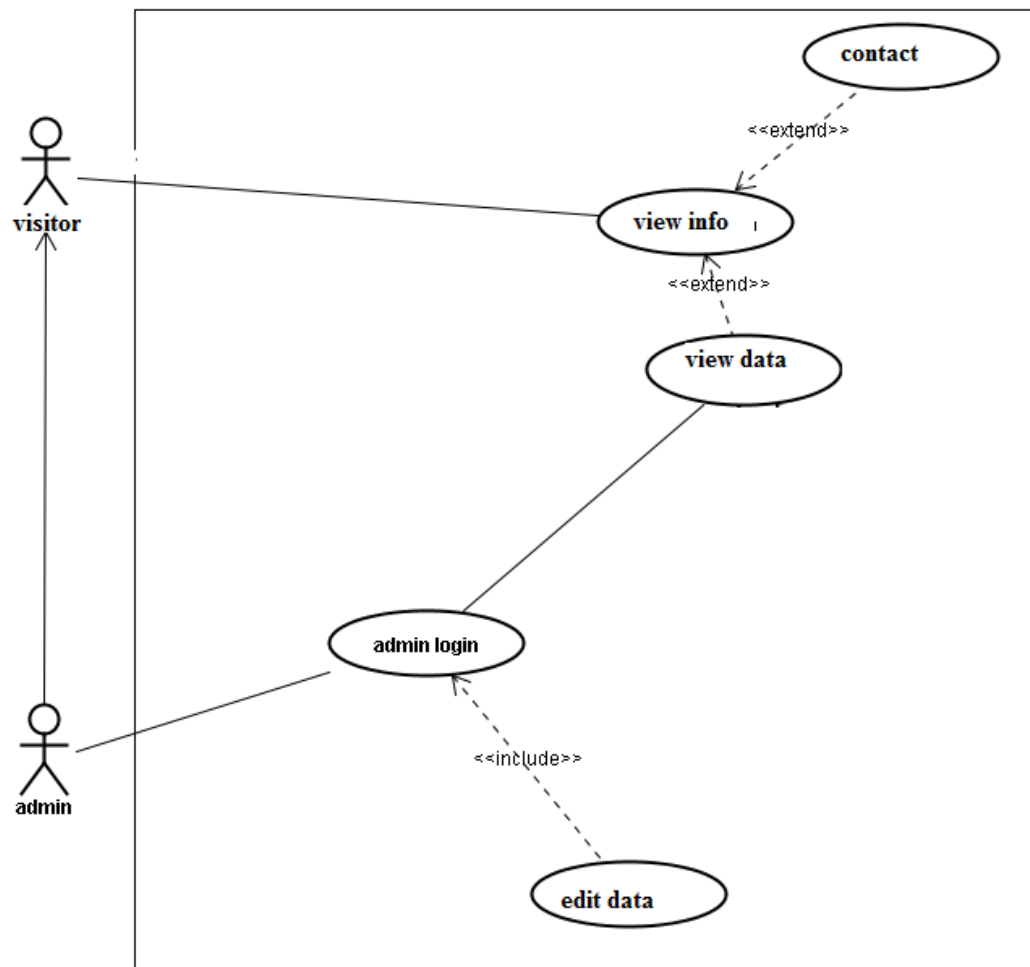 contact
<<extend>>
visitor
view info
<<extend>>
view data
admin login
<<include>>
admin
edit data